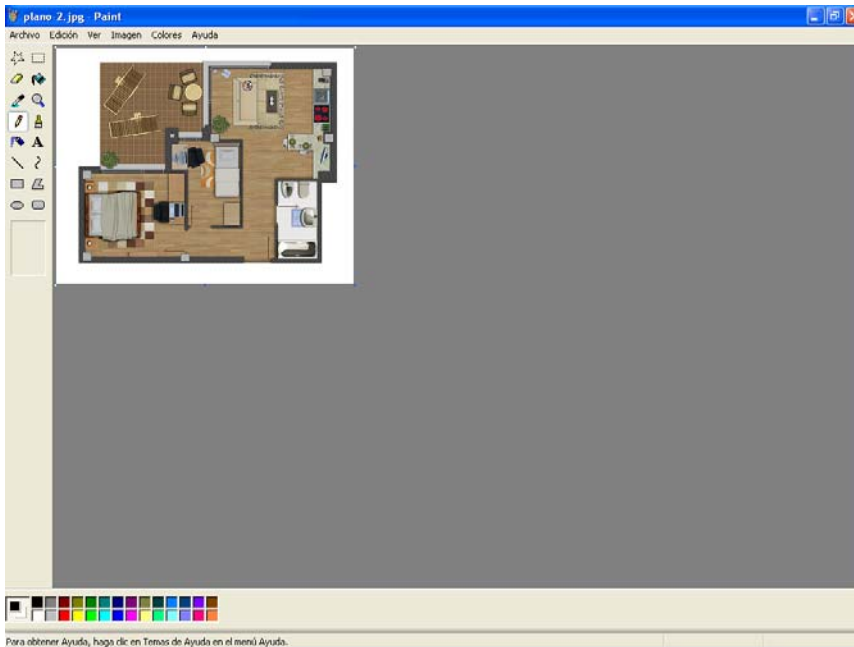 plano 2.jpg - Paint
Archivo Edición Ver Imagen Colores Ayuda
A
Para obtener Ayuda, haga clic en Temas de Ayuda en el menú Ayuda.